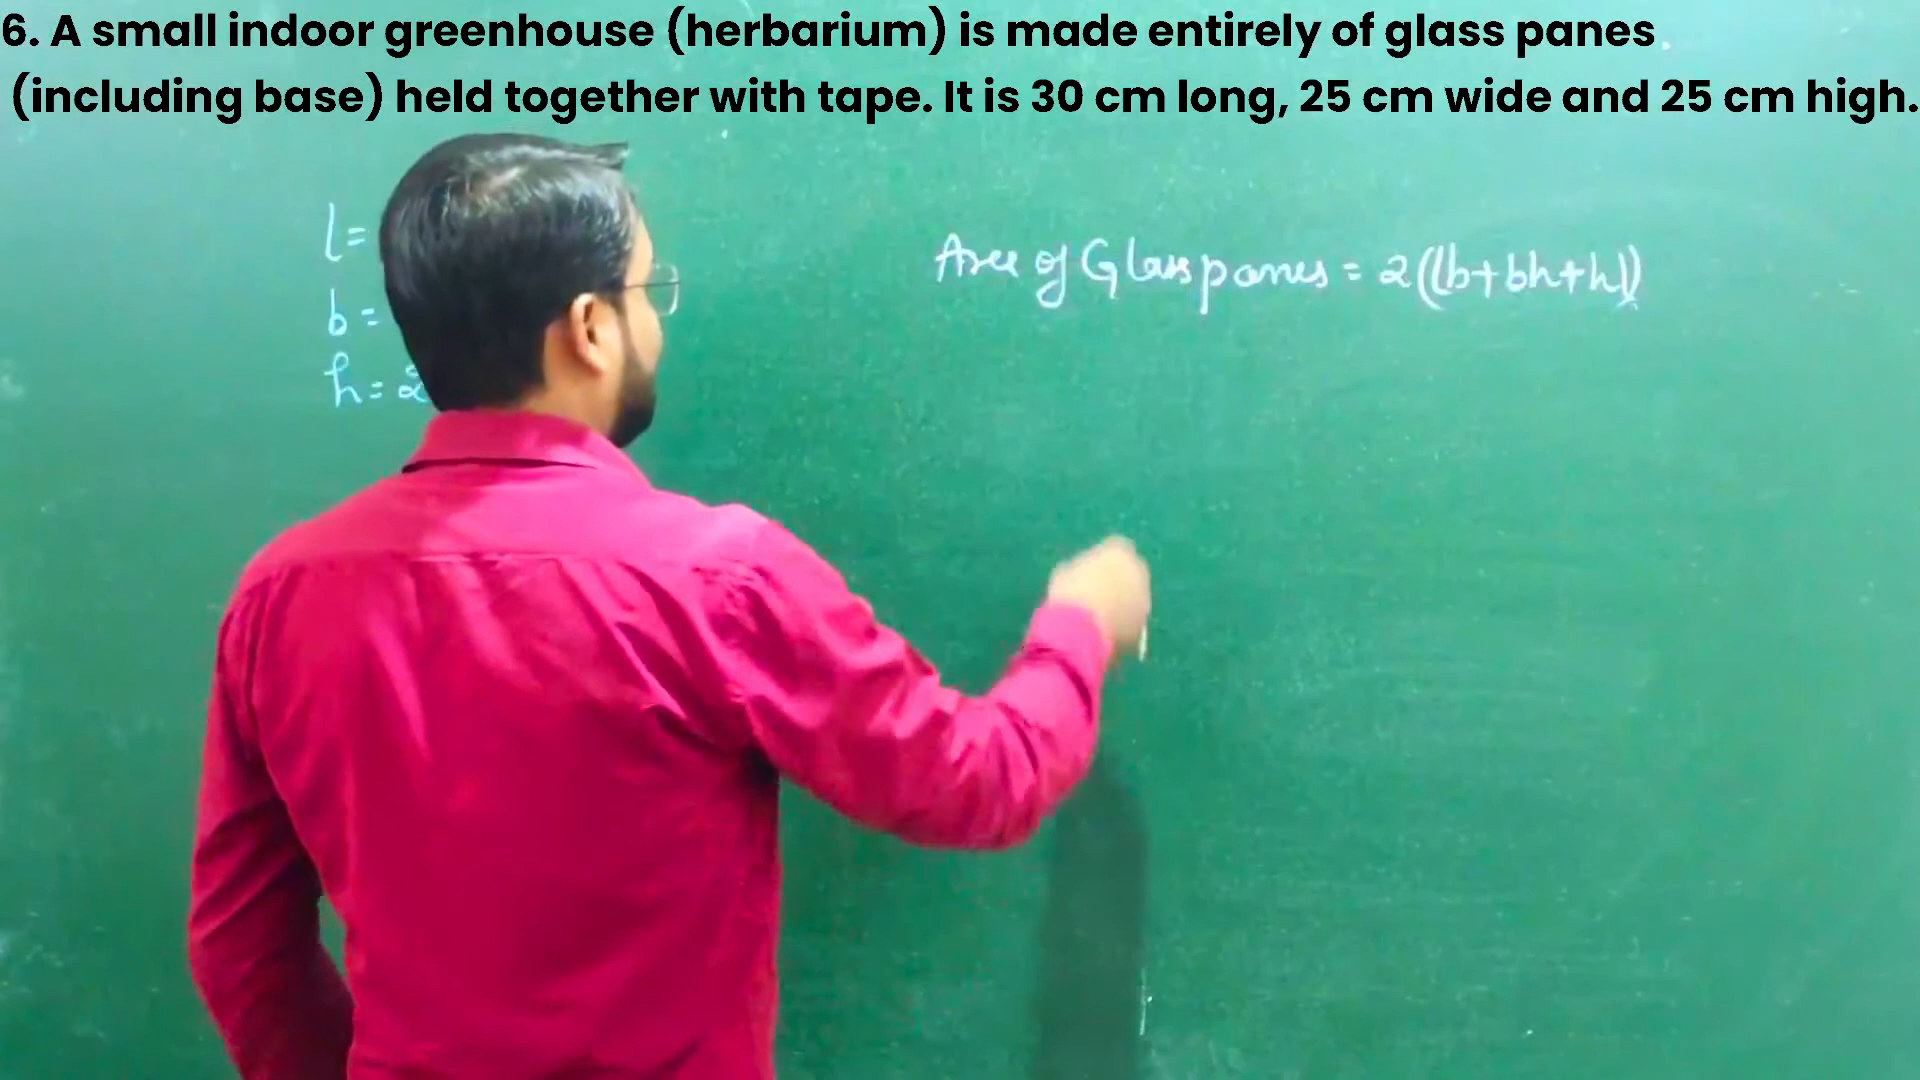 6. A small indoor greenhouse (herbarium) is made entirely of glass panes
(including base) held together with tape. It is 30 cm long, 25 cm wide and 25 cm high.
l=
b=
h=2
Area of Glass panes = 2(lb+bh+hl)